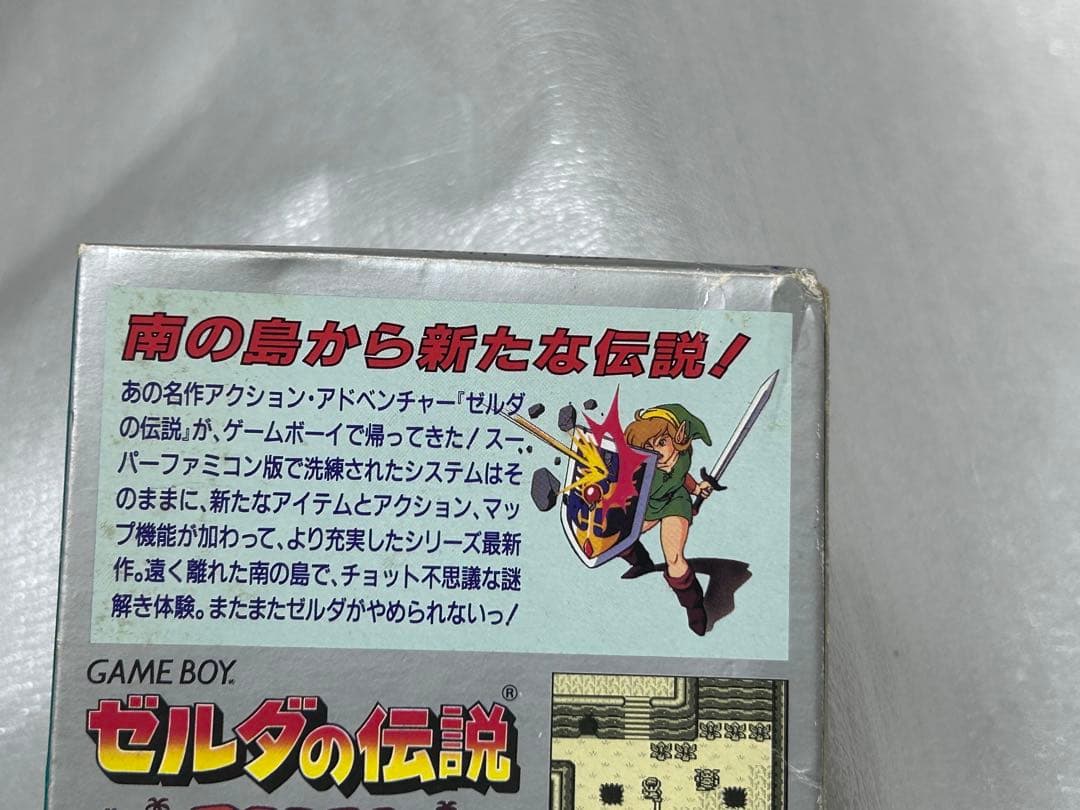 南の島から新たな伝説!
あの名作アクション・アドベンチャー『ゼルダ
の伝説』が、ゲームボーイで帰ってきた!スー
パーファミコン版で洗練されたシステムはそ
のままに、新たなアイテムとアクション、マッ
プ機能が加わって、より充実したシリーズ最新
作。遠く離れた南の島で、チョット不思議な謎
解き体験。またまたゼルダがやめられないっ!
GAME BOY®
ゼルダの伝説®